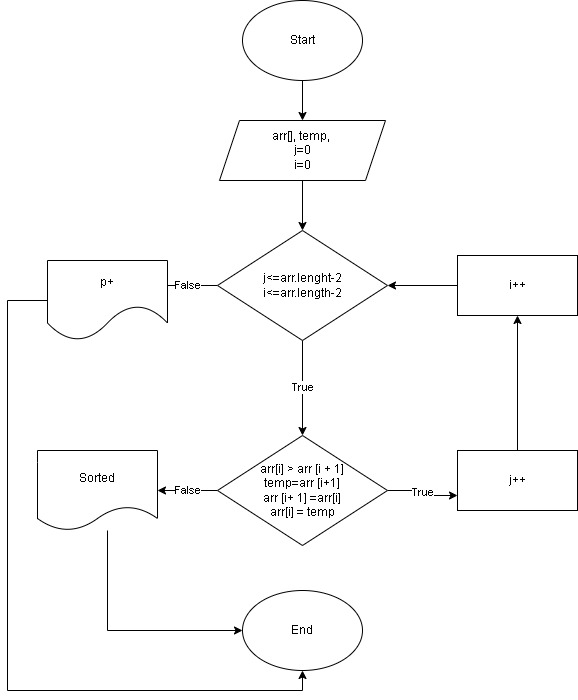 Start
arr[], temp,
j=0
i=0
j<=arr.lenght-2
i<=arr.length-2
False
p+
i++
True
arr[i] > arr [i + 1]
temp=arr [i+1]
arr [i+ 1] =arr[i]
arr[i] = temp
False
Sorted
True
j++
End